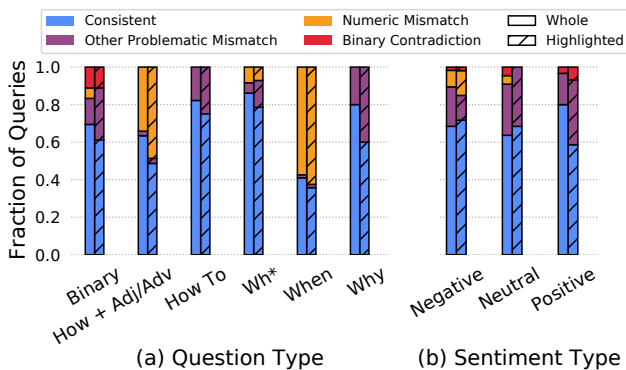 Consistent Numeric Mismatch Whole
Other Problematic Mismatch Binary Contradiction Highlighted
Fraction of Queries
1.0
0.8
0.6
0.4
0.2
0.0
Binary
How + Adj/Adv
How To
Wh*
When
Why
Negative
Neutral
Positive
(a) Question Type
(b) Sentiment Type